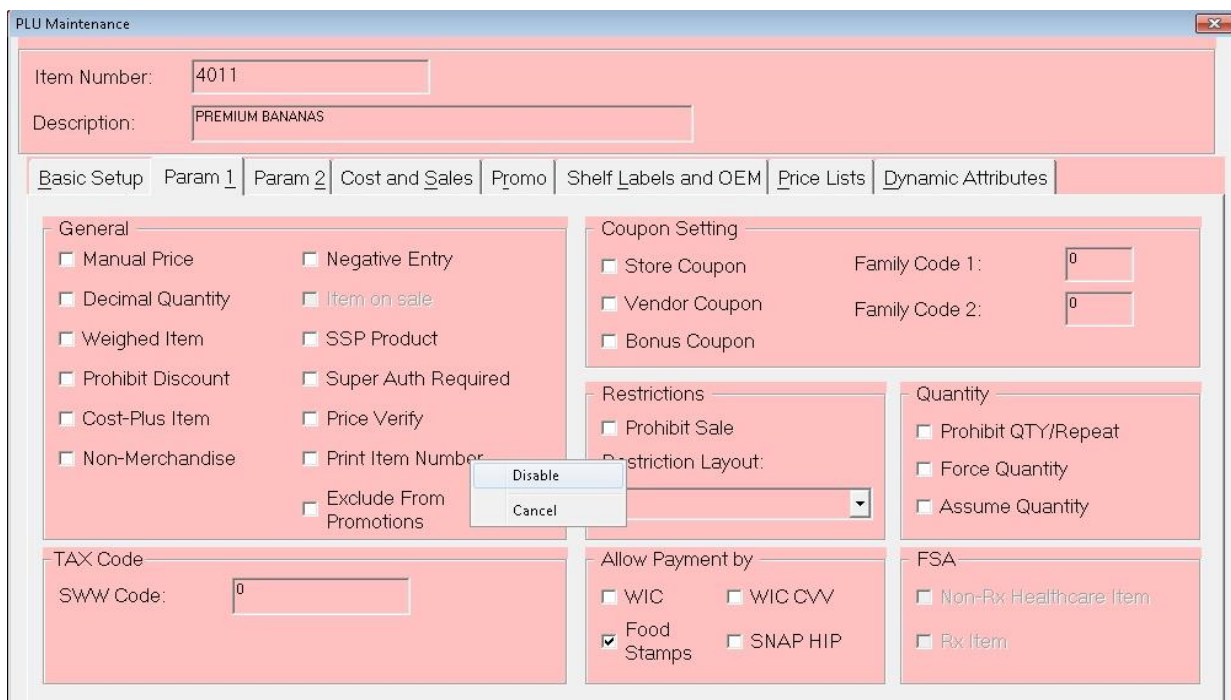 PLU Maintenance
Item Number: 4011
Description: PREMIUM BANANAS
Basic Setup Param 1 Param 2 Cost and Sales Promo Shelf Labels and OEM Price Lists Dynamic Attributes
General
Manual Price
Decimal Quantity
Weighed Item
Prohibit Discount
Cost-Plus Item
Non-Merchandise
Negative Entry
Item on sale
SSP Product
Super Auth Required
Price Verify
Print Item Number
Exclude From
Promotions
Disable
Cancel
Coupon Setting
Store Coupon
Vendor Coupon
Bonus Coupon
Family Code 1: 0
Family Code 2: 0
Restrictions
Prohibit Sale
Layout:
Quantity
Prohibit QTY/Repeat
Force Quantity
Assume Quantity
TAX Code
SWW Code: 0
Allow Payment by
WIC
WIC CVV
Food
Stamps
SNAP HIP
FSA
Non-Rx Healthcare Item
Rx Item